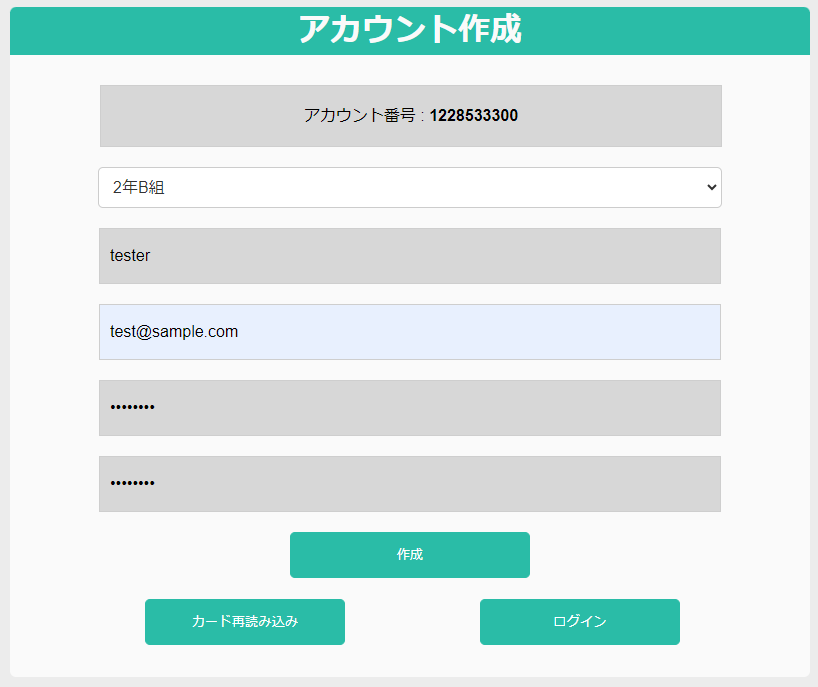 アカウント作成
アカウント番号 : 1228533300
2年B組
tester
test@sample.com
••••••••
••••••••
作成
カード再読み込み
ログイン